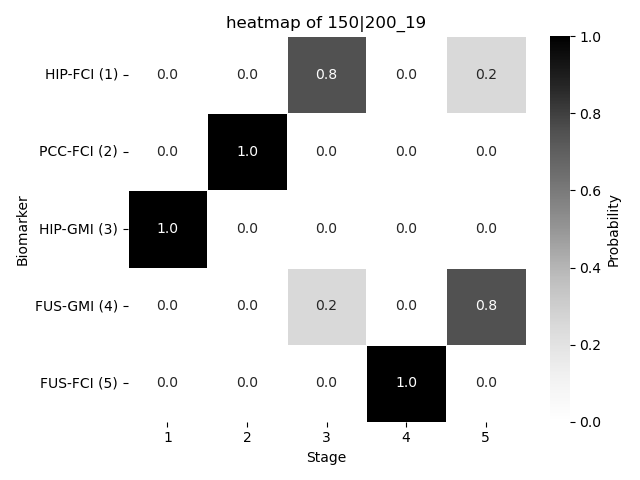 heatmap of 150|200_19
HIP-FCI (1) 0.0 0.0 0.8 0.0 0.2
PCC-FCI (2) 0.0 1.0 0.0 0.0 0.0
HIP-GMI (3) 1.0 0.0 0.0 0.0 0.0
FUS-GMI (4) 0.0 0.0 0.2 0.0 0.8
FUS-FCI (5) 0.0 0.0 0.0 1.0 0.0
1 2 3 4 5
Stage
Biomarker
1.0
0.8
0.6
0.4
0.2
0.0
Probability